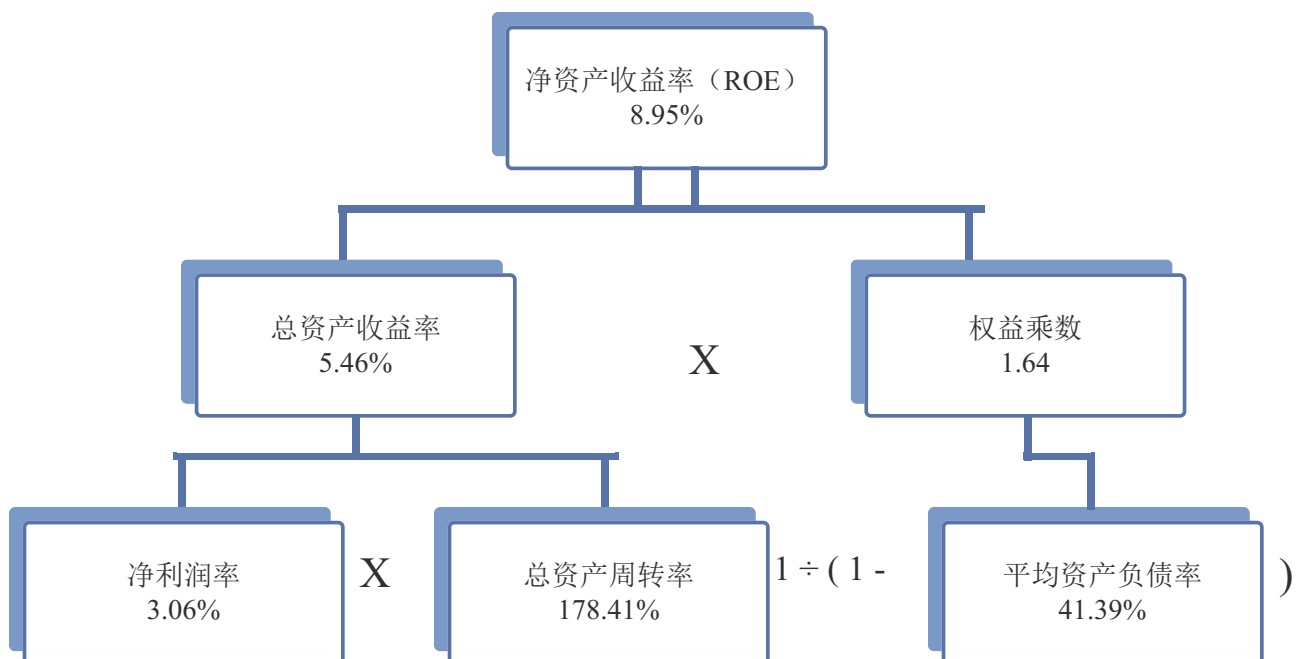 净资产收益率（ROE）
8.95%
总资产收益率
5.46%
X
权益乘数
1.64
净利润率
3.06%
X
总资产周转率
178.41%
1 ÷ ( 1 -
平均资产负债率
41.39%
)